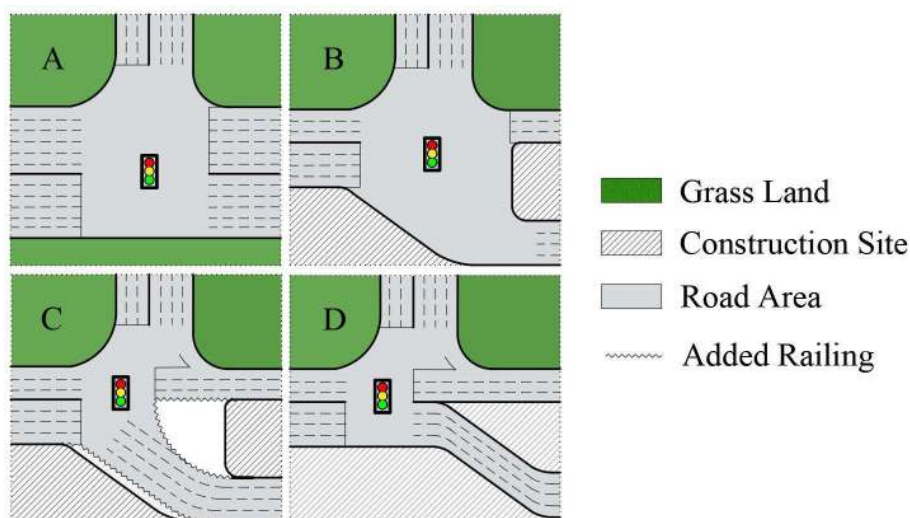 A
B
C
D
Grass Land
Construction Site
Road Area
Added Railing